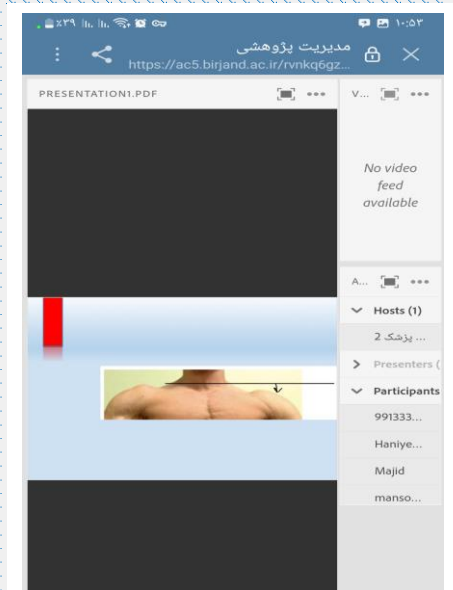 ٪۳۹
۱۰:۵۳
مدیریت پژوهشی
https://ac5.birjand.ac.ir/rvnkq6gz...
PRESENTATION1.PDF
V...
No video
feed
available
A...
Hosts (1)
پزشک 2 ...
Presenters (
Participants
991333...
Haniye...
Majid
manso...